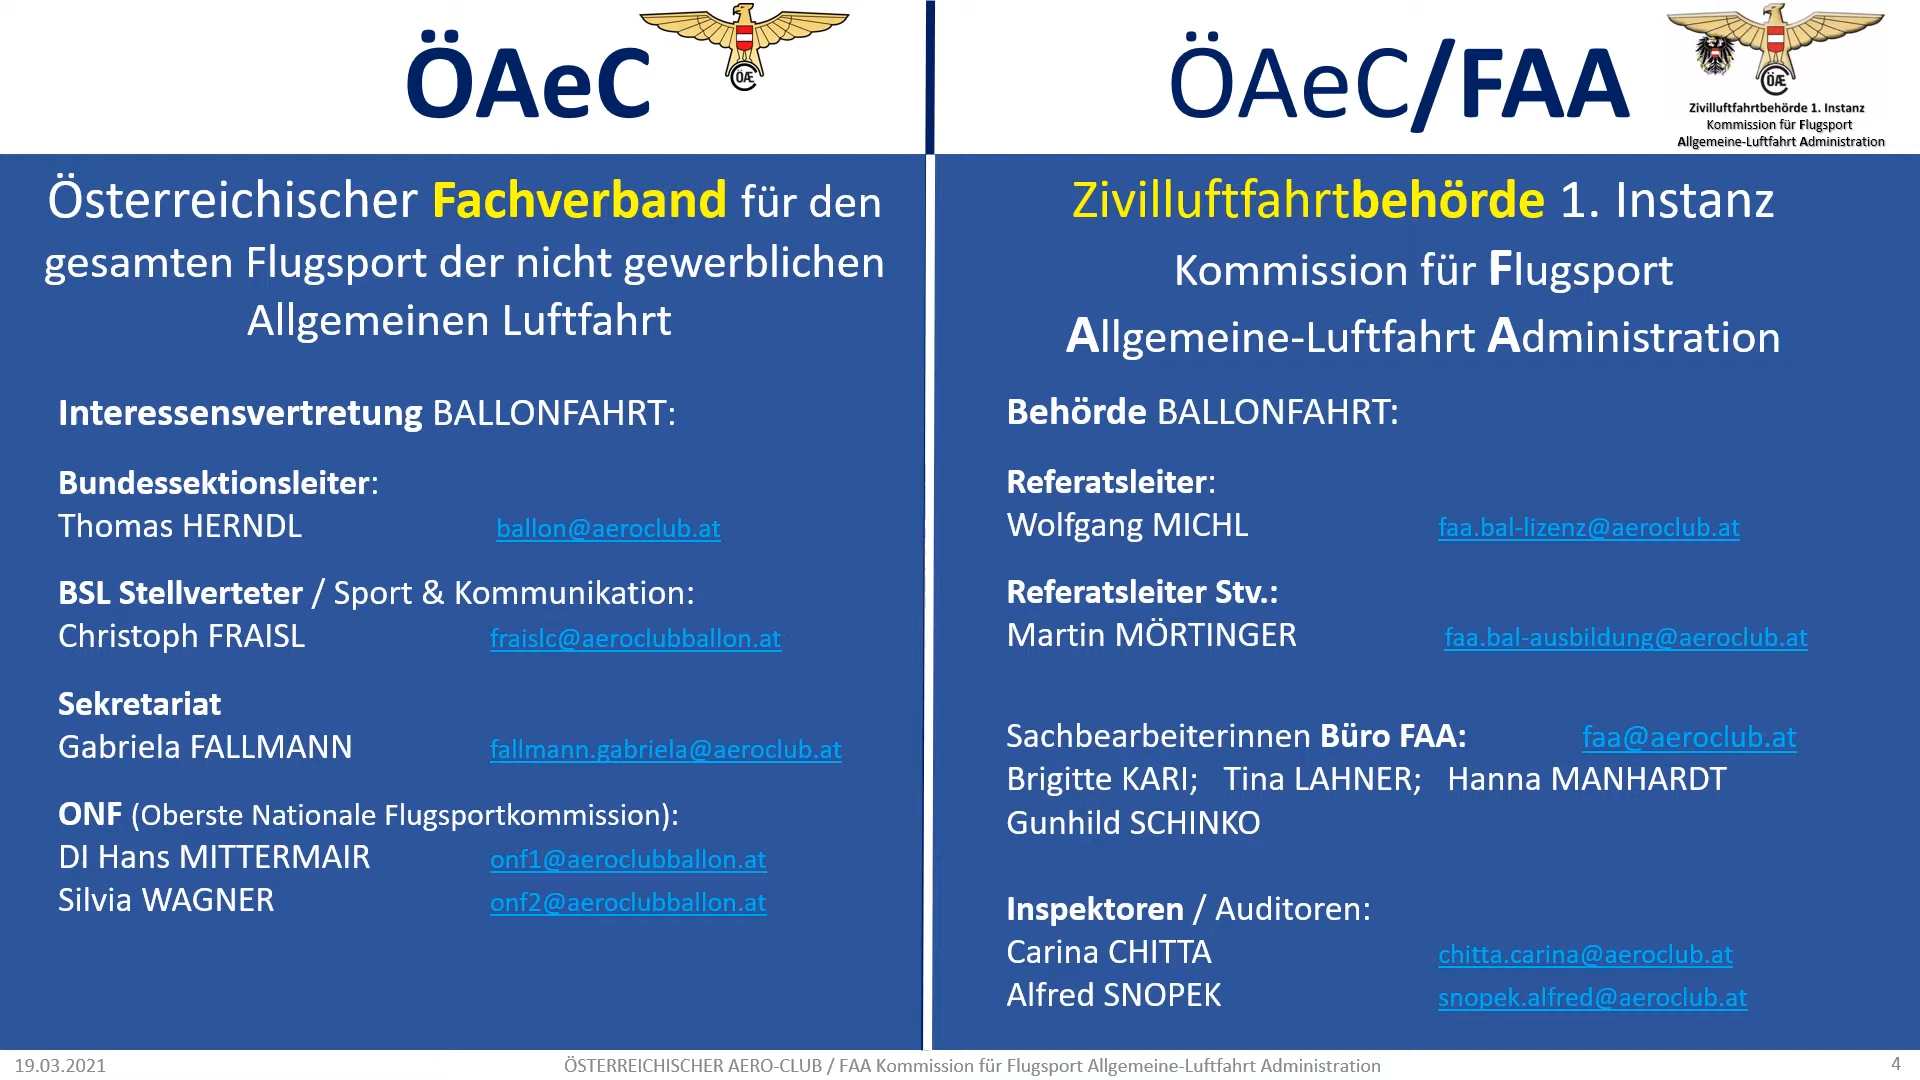 ÖAeC
ÖÆ
Österreichischer Fachverband für den
gesamten Flugsport der nicht gewerblichen
Allgemeinen Luftfahrt
Interessensvertretung BALLONFAHRT:
Bundessektionsleiter:
Thomas HERNDL ballon@aeroclub.at
BSL Stellverteter / Sport & Kommunikation:
Christoph FRAISL fraislc@aeroclubballon.at
Sekretariat
Gabriela FALLMANN fallmann.gabriela@aeroclub.at
ONF (Oberste Nationale Flugsportkommission):
DI Hans MITTERMAIR onf1@aeroclubballon.at
Silvia WAGNER onf2@aeroclubballon.at
ÖAeC/FAA
ÖÆ
Zivilluftfahrtbehörde 1. Instanz
Kommission für Flugsport
Allgemeine-Luftfahrt Administration
Zivilluftfahrtbehörde 1. Instanz
Kommission für Flugsport
Allgemeine-Luftfahrt Administration
Behörde BALLONFAHRT:
Referatsleiter:
Wolfgang MICHL faa.bal-lizenz@aeroclub.at
Referatsleiter Stv.:
Martin MÖRTINGER faa.bal-ausbildung@aeroclub.at
Sachbearbeiterinnen Büro FAA: faa@aeroclub.at
Brigitte KARI; Tina LAHNER; Hanna MANHARDT
Gunhild SCHINKO
Inspektoren / Auditoren:
Carina CHITTA chitta.carina@aeroclub.at
Alfred SNOPEK snopek.alfred@aeroclub.at
19.03.2021
ÖSTERREICHISCHER AERO-CLUB / FAA Kommission für Flugsport Allgemeine-Luftfahrt Administration
4